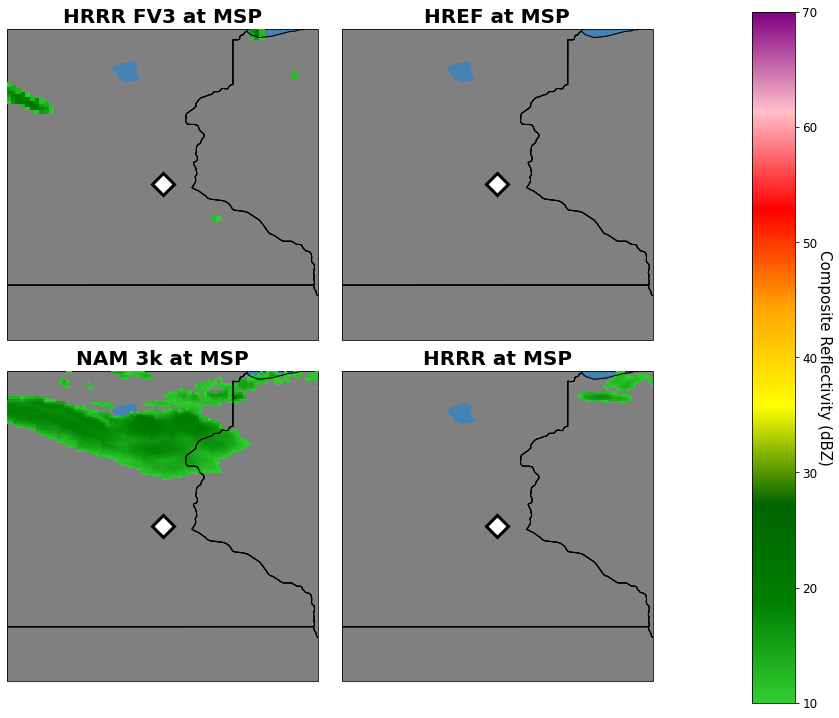 HRRR FV3 at MSP
HREF at MSP
NAM 3k at MSP
HRRR at MSP
70
60
50
40
30
20
10
Composite Reflectivity (dBZ)